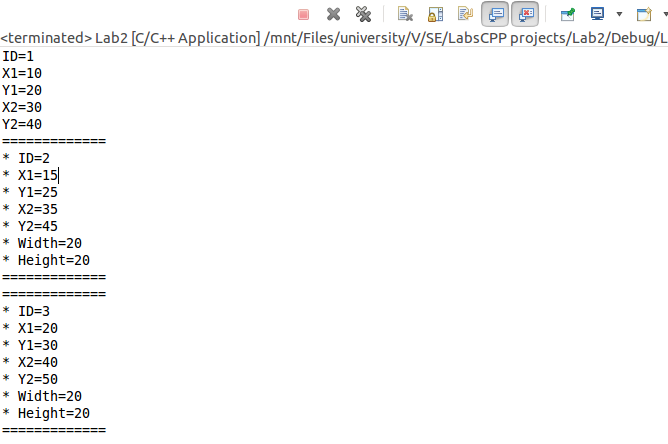 <terminated> Lab2 [C/C++ Application] /mnt/Files/university/V/SE/LabsCPP projects/Lab2/Debug/L
ID=1
X1=10
Y1=20
X2=30
Y2=40
=============
* ID=2
* X1=15
* Y1=25
* X2=35
* Y2=45
* Width=20
* Height=20
=============
=============
* ID=3
* X1=20
* Y1=30
* X2=40
* Y2=50
* Width=20
* Height=20
=============